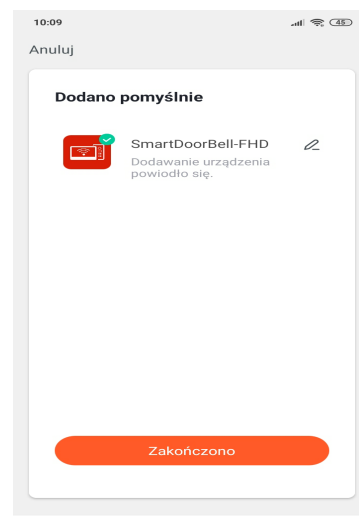 10:09
45
Anuluj
Dodano pomyślnie
SmartDoorBell-FHD
Dodawanie urządzenia
powiodło się.
Zakończono